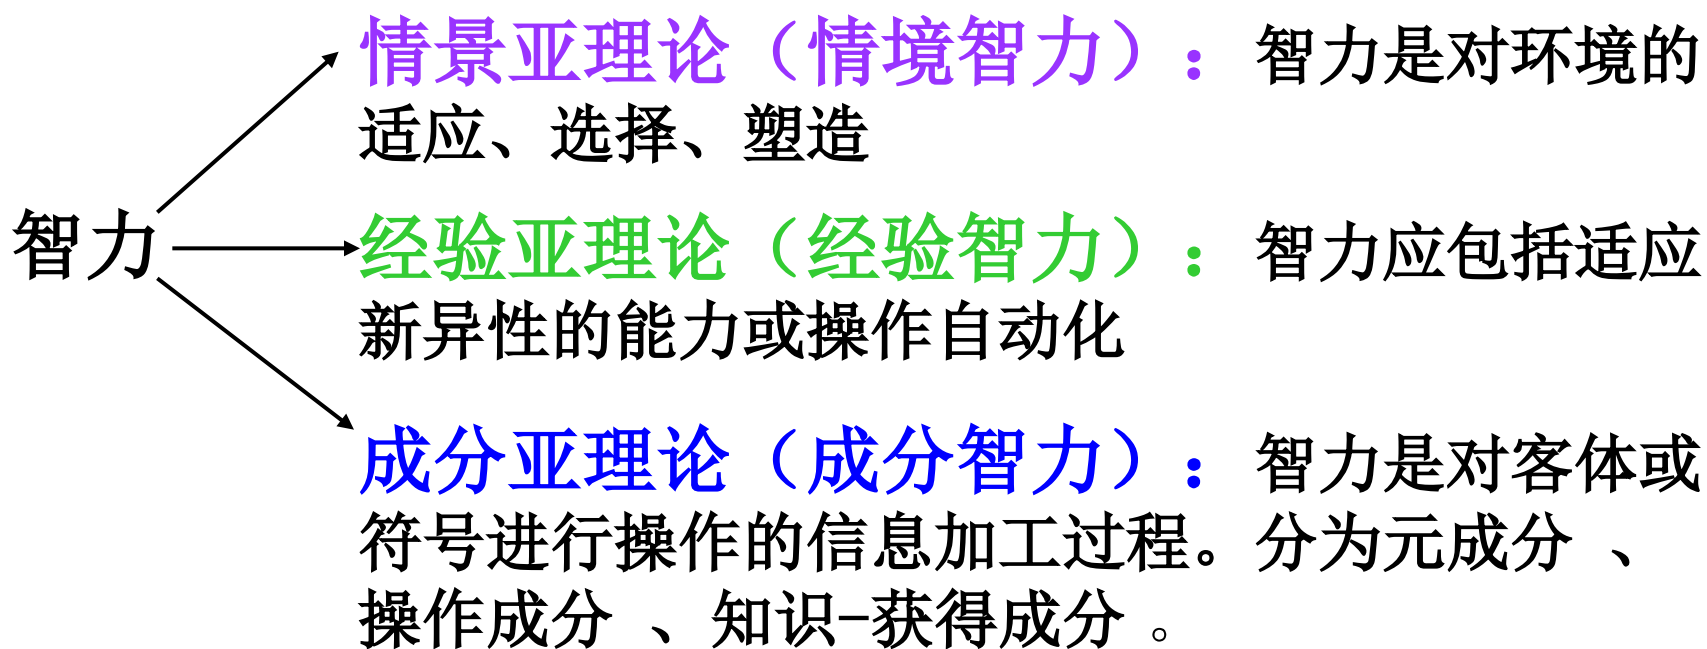 情景亚理论（情境智力）：智力是对环境的
适应、选择、塑造
智力
经验亚理论（经验智力）：智力应包括适应
新异性的能力或操作自动化
成分亚理论（成分智力）：智力是对客体或
符号进行操作的信息加工过程。分为元成分 、
操作成分 、知识-获得成分 。